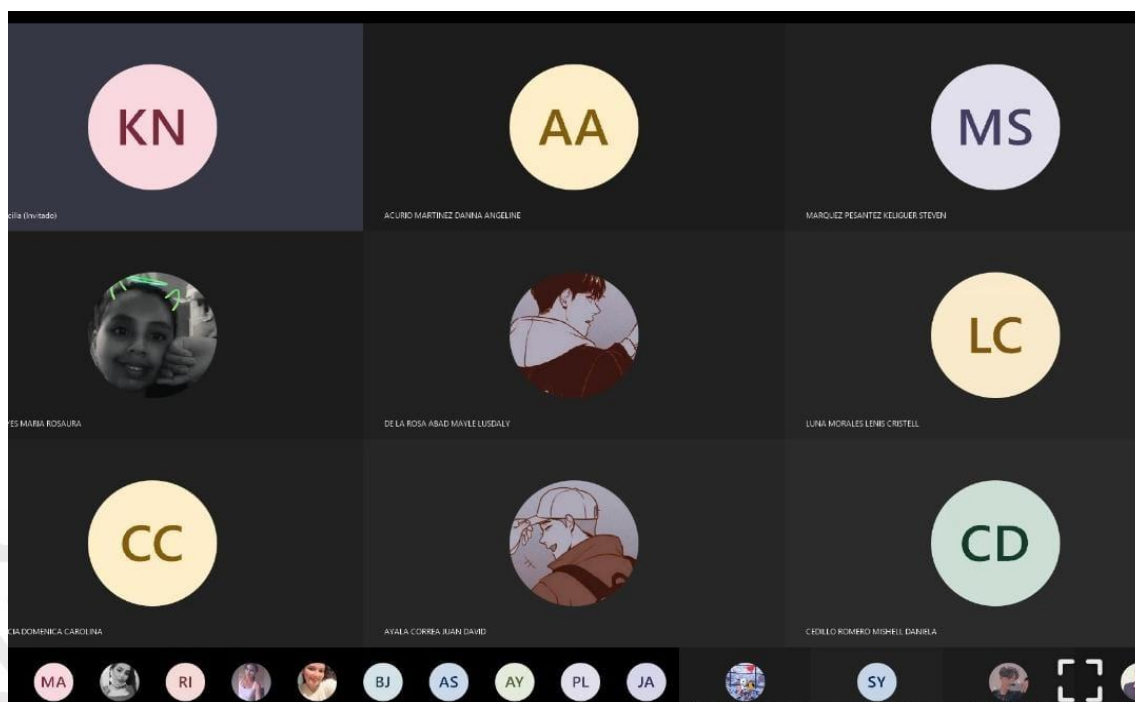 KN
AA
MS
cilia (Invitado)
ACURIO MARTINEZ DANNA ANGELINE
MARQUEZ PESANTEZ KELIGUER STEVEN
YES MARIA ROSAURA
DE LA ROSA ABAD MAYLE LUSDALY
LC
LUNA MORALES LENIS CRISTELL
CC
CD
CIA DOMENICA CAROLINA
AYALA CORREA JUAN DAVID
CEDILLO ROMERO MISHELL DANIELA
MA
RI
BJ
AS
AY
PL
JA
SY